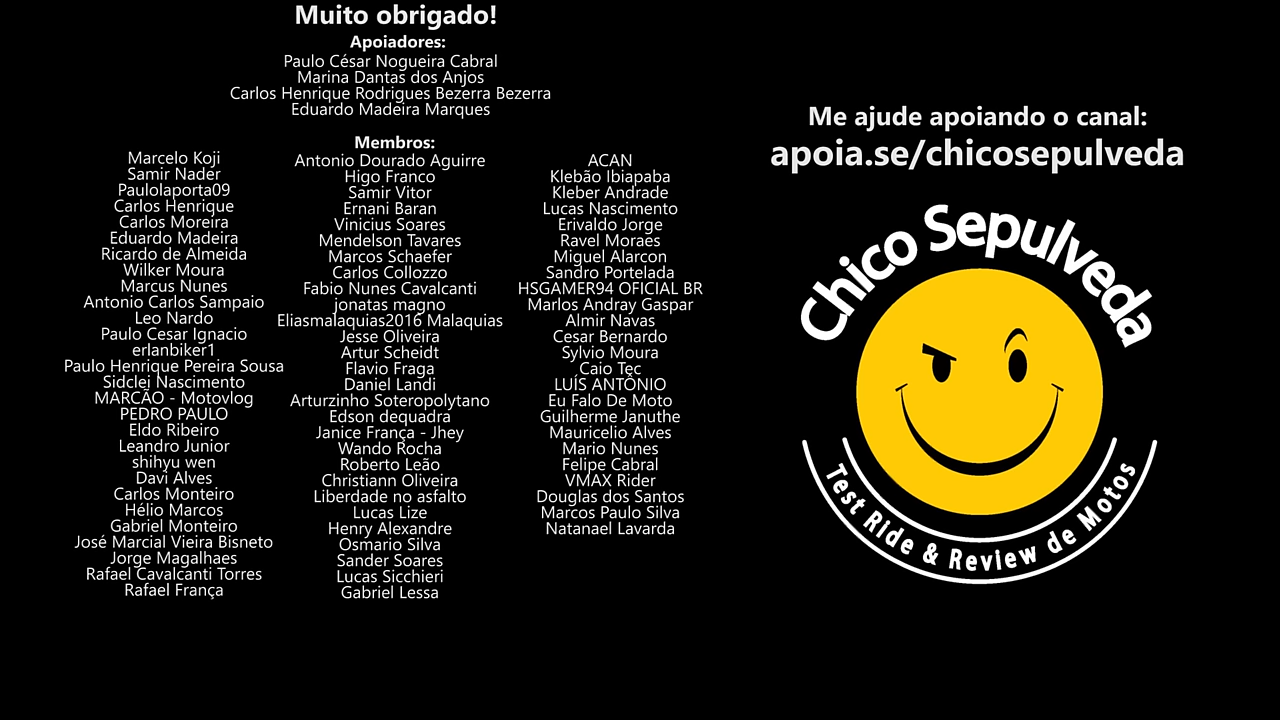 Muito obrigado!
Apoiadores:
Paulo César Nogueira Cabral
Marina Dantas dos Anjos
Carlos Henrique Rodrigues Bezerra Bezerra
Eduardo Madeira Marques
Membros:
Marcelo Koji
Samir Nader
Paulolaporta09
Carlos Henrique
Carlos Moreira
Eduardo Madeira
Ricardo de Almeida
Wilker Moura
Marcus Nunes
Antonio Carlos Sampaio
Leo Nardo
Paulo Cesar Ignacio
erlanbiker1
Paulo Henrique Pereira Sousa
Sidclei Nascimento
MARCÃO - Motovlog
PEDRO PAULO
Eldo Ribeiro
Leandro Junior
shihyu wen
Davi Alves
Carlos Monteiro
Hélio Marcos
Gabriel Monteiro
José Marcial Vieira Bisneto
Jorge Magalhaes
Rafael Cavalcanti Torres
Rafael França
Antonio Dourado Aguirre
Higo Franco
Samir Vitor
Ernani Baran
Vinicius Soares
Mendelson Tavares
Marcos Schaefer
Carlos Collozzo
Fabio Nunes Cavalcanti
jonatas magno
Eliasmalaquias2016 Malaquias
Jesse Oliveira
Artur Scheidt
Flavio Fraga
Daniel Landi
Arturzinho Soteropolytano
Edson dequadra
Janice França - Jhey
Wando Rocha
Roberto Leão
Christiann Oliveira
Liberdade no asfalto
Lucas Lize
Henry Alexandre
Osmario Silva
Sander Soares
Lucas Sicchieri
Gabriel Lessa
ACAN
Klebão Ibiapaba
Kleber Andrade
Lucas Nascimento
Erivaldo Jorge
Ravel Moraes
Miguel Alarcon
Sandro Portelada
HSGAMER94 OFICIAL BR
Marlos Andray Gaspar
Almir Navas
Cesar Bernardo
Sylvio Moura
Caio Tec
LUÍS ANTÔNIO
Eu Falo De Moto
Guilherme Januthe
Mauricelio Alves
Mario Nunes
Felipe Cabral
VMAX Rider
Douglas dos Santos
Marcos Paulo Silva
Natanael Lavarda
Me ajude apoiando o canal:
apoia.se/chicosepulveda
Chico Sepulveda
Test Ride & Review de Motos